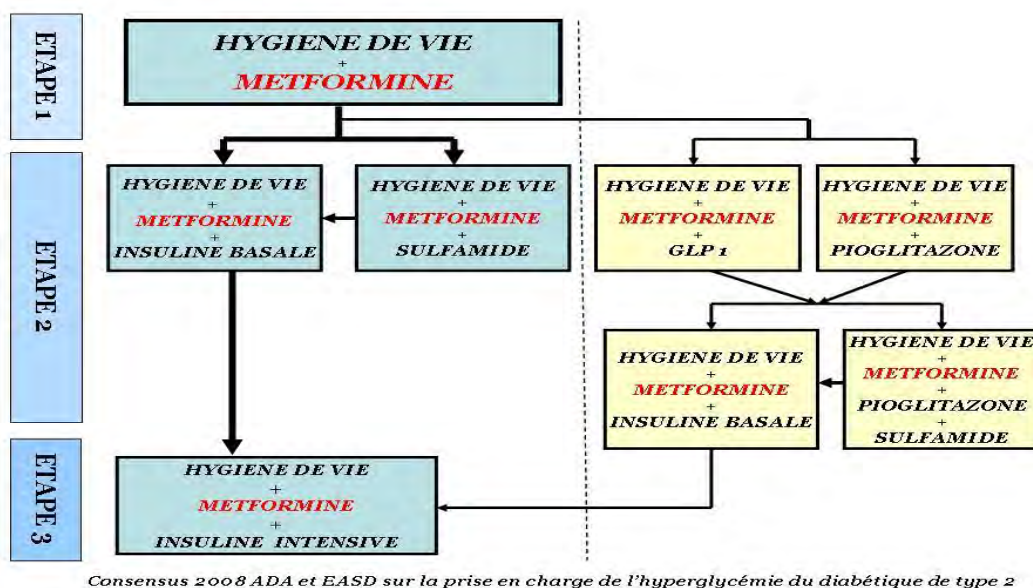 ETAPE 1
HYGIENE DE VIE
+
METFORMINE
ETAPE 2
HYGIENE DE VIE
+
METFORMINE
+
INSULINE BASALE
HYGIENE DE VIE
+
METFORMINE
+
SULFAMIDE
HYGIENE DE VIE
+
METFORMINE
+
GLP 1
HYGIENE DE VIE
+
METFORMINE
+
PIOGLITAZONE
HYGIENE DE VIE
+
METFORMINE
+
INSULINE BASALE
HYGIENE DE VIE
+
METFORMINE
+
PIOGLITAZONE
+
SULFAMIDE
ETAPE 3
HYGIENE DE VIE
+
METFORMINE
+
INSULINE INTENSIVE
Consensus 2008 ADA et EASD sur la prise en charge de l'hyperglycémie du diabétique de type 2